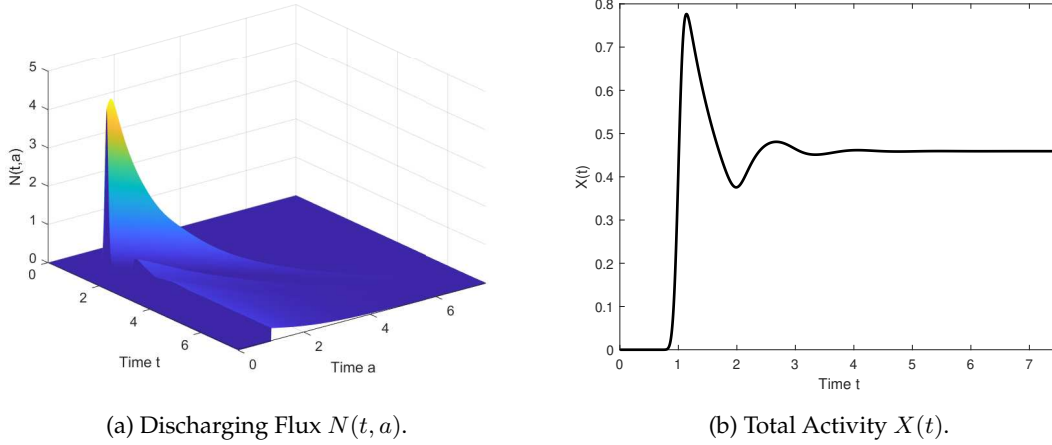 5
4
3
2
1
0
N(t,a)
0
2
4
6
Time t
0
2
4
6
Time a
0.8
0.7
0.6
0.5
0.4
0.3
0.2
0.1
0
X(t)
0 1 2 3 4 5 6 7
Time t
(a) Discharging Flux N(t, a).
(b) Total Activity X(t).